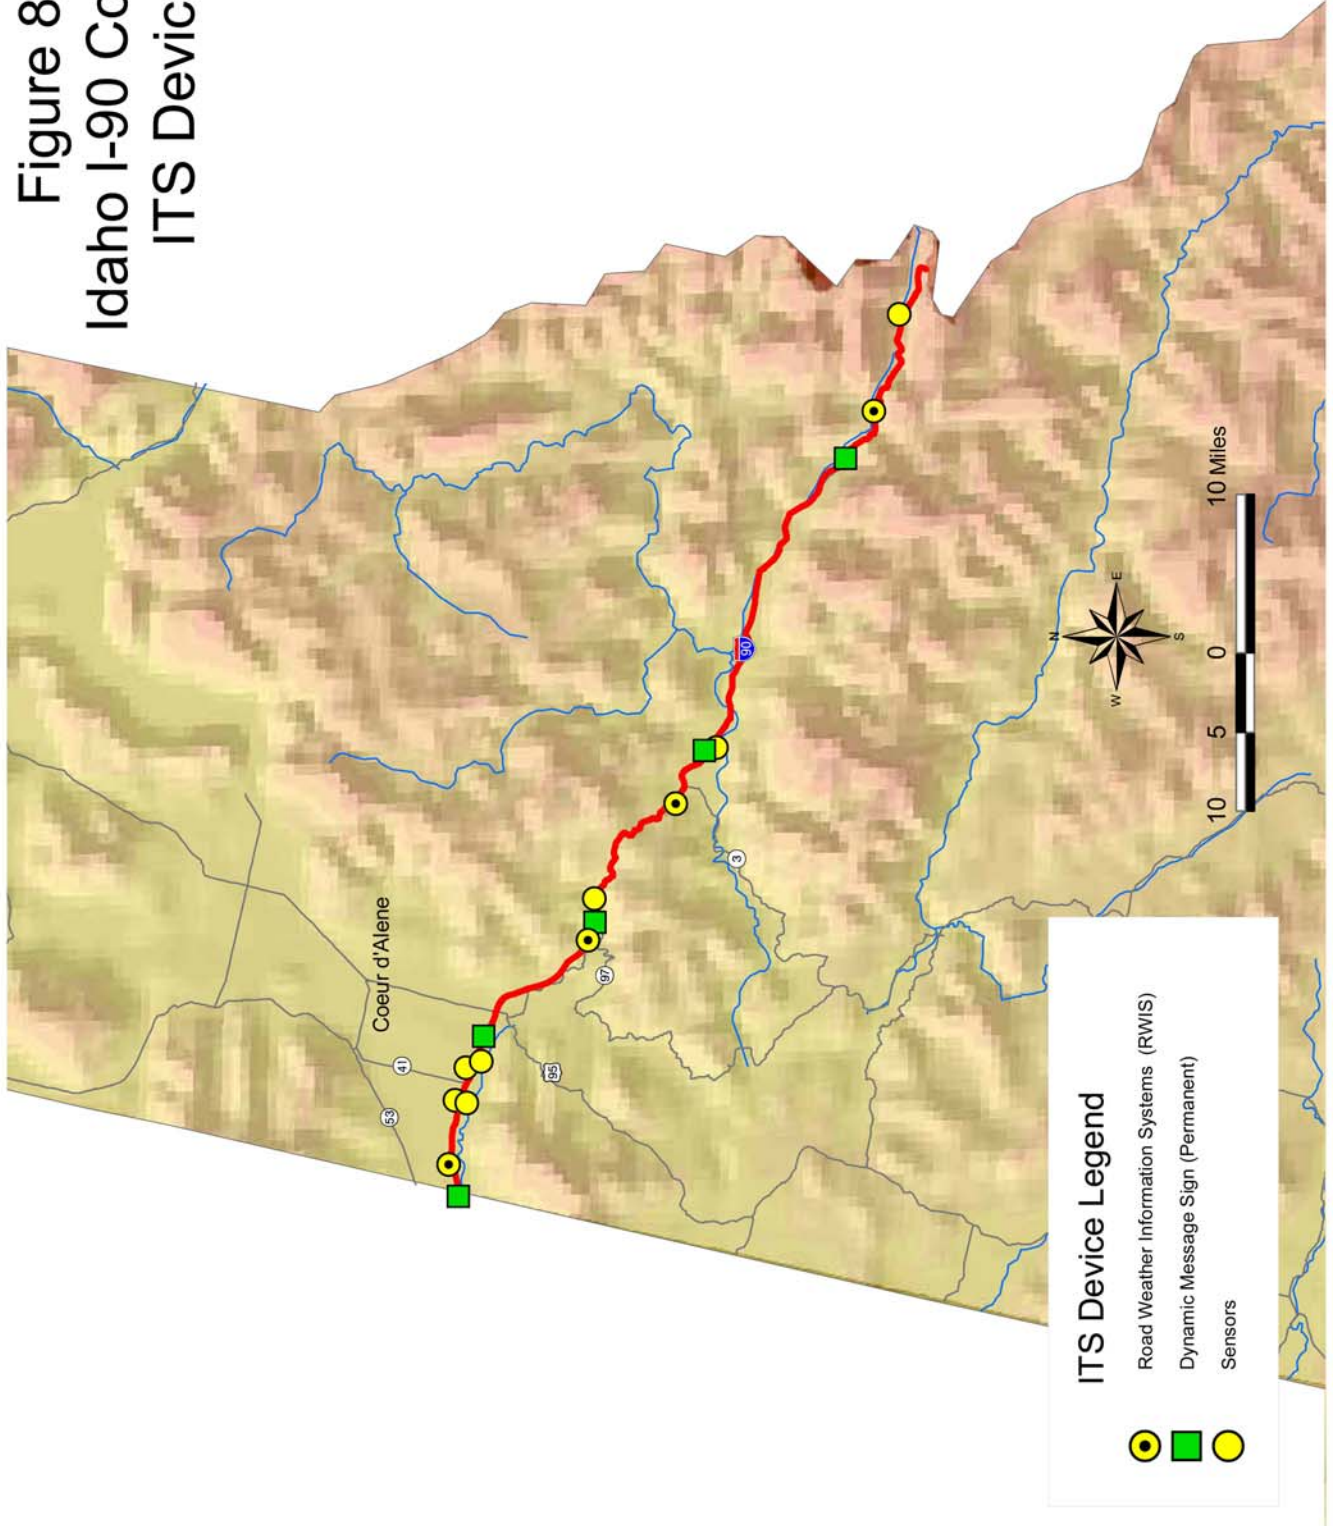 Figure 8
Idaho I-90 Co
ITS Devic
Coeur d'Alene
53
41
95
97
3
90
N
W
E
S
10 5 0 10 Miles
ITS Device Legend
Road Weather Information Systems (RWIS)
Dynamic Message Sign (Permanent)
Sensors